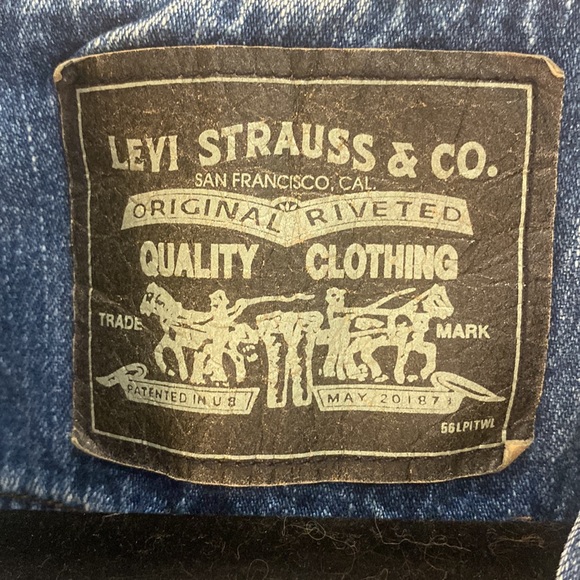 LEVI STRAUSS & CO.
SAN FRANCISCO, CAL.
ORIGINAL RIVETED
QUALITY CLOTHING
TRADE MARK
PATENTED IN U S MAY 20 1873
56LPITWL